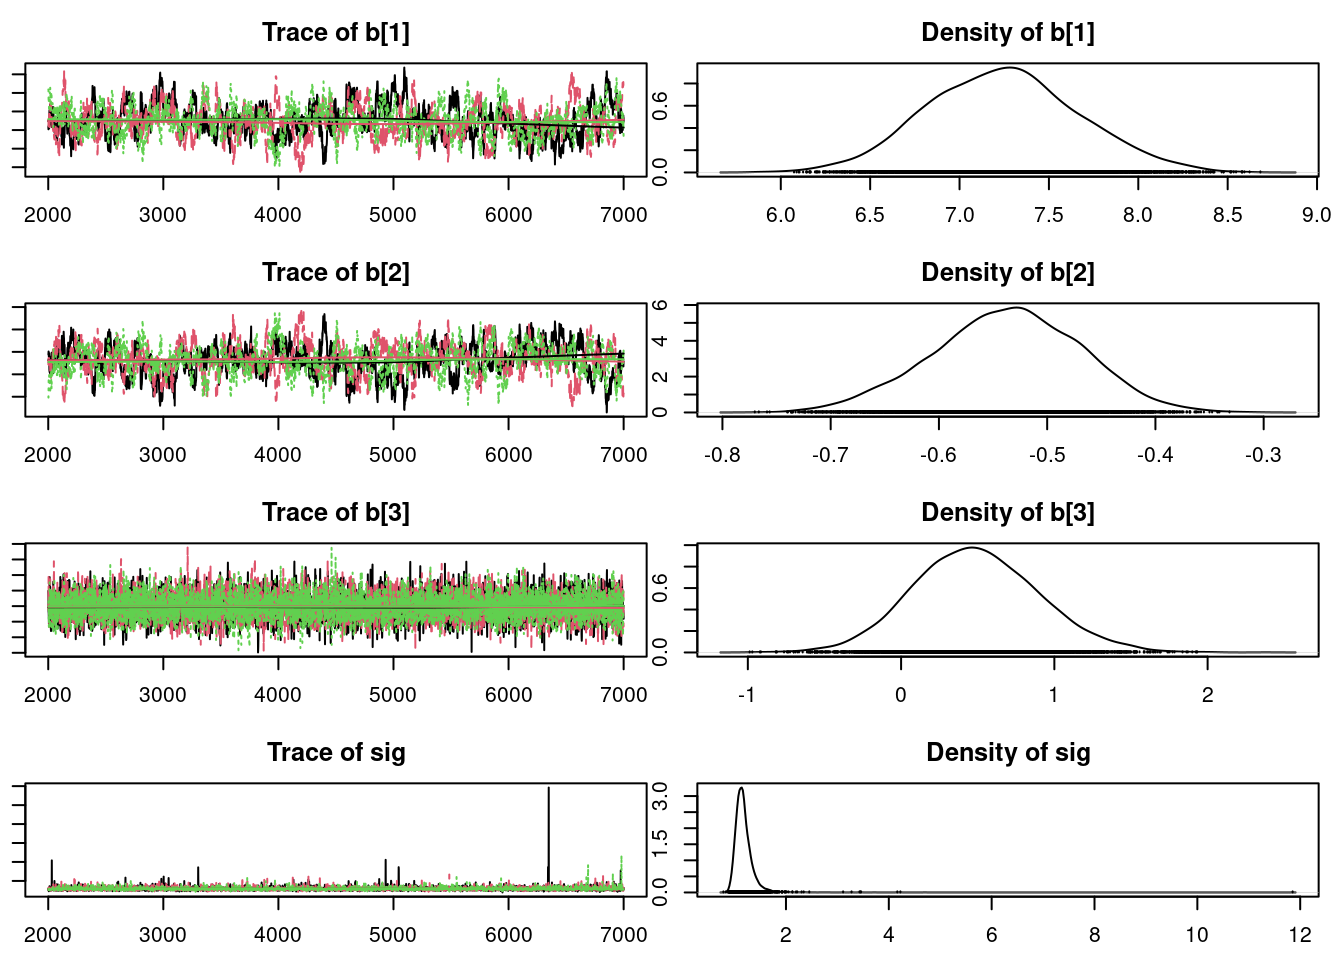 Trace of b[1]
2000 3000 4000 5000 6000 7000
Density of b[1]
0.0 0.6
6.0 6.5 7.0 7.5 8.0 8.5 9.0
Trace of b[2]
2000 3000 4000 5000 6000 7000
Density of b[2]
0 2 4 6
-0.8 -0.7 -0.6 -0.5 -0.4 -0.3
Trace of b[3]
2000 3000 4000 5000 6000 7000
Density of b[3]
0.0 0.6
-1 0 1 2
Trace of sig
2000 3000 4000 5000 6000 7000
Density of sig
0.0 1.5 3.0
2 4 6 8 10 12